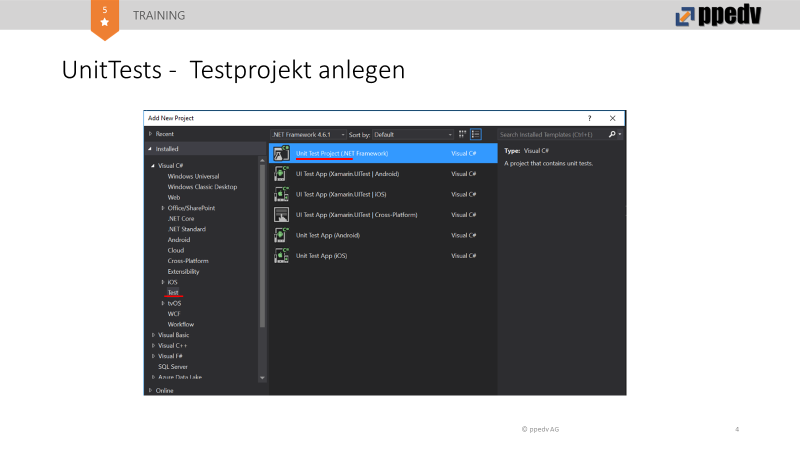 5
TRAINING
ppedv
UnitTests - Testprojekt anlegen
Add New Project
? X
Recent
.NET Framework 4.6.1
Sort by: Default
Search Installed Templates (Ctrl+E)
Installed
Visual C#
Windows Universal
Windows Classic Desktop
Web
Office/SharePoint
.NET Core
.NET Standard
Android
Cloud
Cross-Platform
Extensibility
iOS
Test
tvOS
WCF
Workflow
Visual Basic
Visual C++
Visual F#
SQL Server
Azure Data Lake
Online
Unit Test Project (.NET Framework) Visual C#
UI Test App (Xamarin.UITest | Android) Visual C#
UI Test App (Xamarin.UITest | iOS) Visual C#
UI Test App (Xamarin.UITest | Cross-Platform) Visual C#
Unit Test App (Android) Visual C#
Unit Test App (iOS) Visual C#
Type: Visual C#
A project that contains unit tests.
© ppedv AG
4